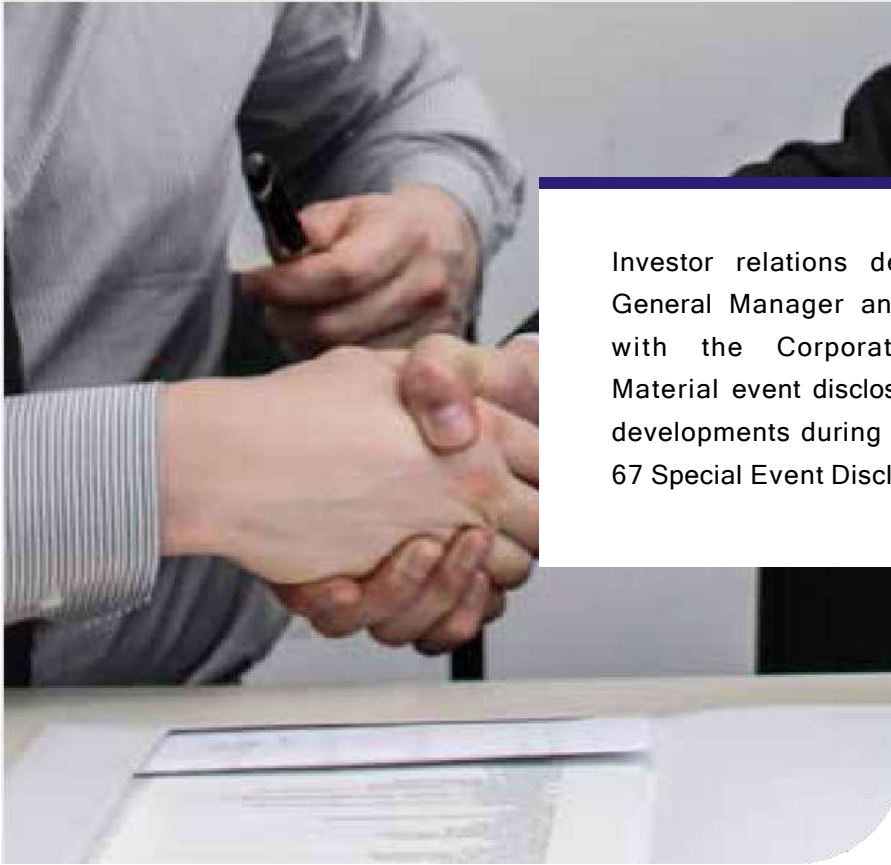 Investor relations de
General Manager an
with the Corporat
Material event disclos
developments during
67 Special Event Discl